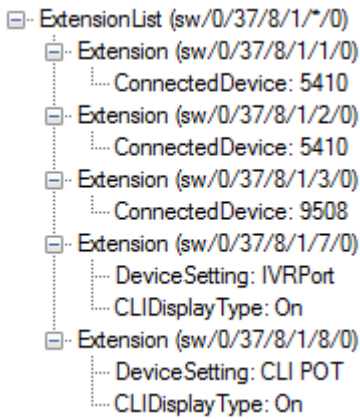 ExtensionList (sw/0/37/8/1/*/0)
Extension (sw/0/37/8/1/1/0)
ConnectedDevice: 5410
Extension (sw/0/37/8/1/2/0)
ConnectedDevice: 5410
Extension (sw/0/37/8/1/3/0)
ConnectedDevice: 9508
Extension (sw/0/37/8/1/7/0)
DeviceSetting: IVRPort
CLIDisplayType: On
Extension (sw/0/37/8/1/8/0)
DeviceSetting: CLI POT
CLIDisplayType: On